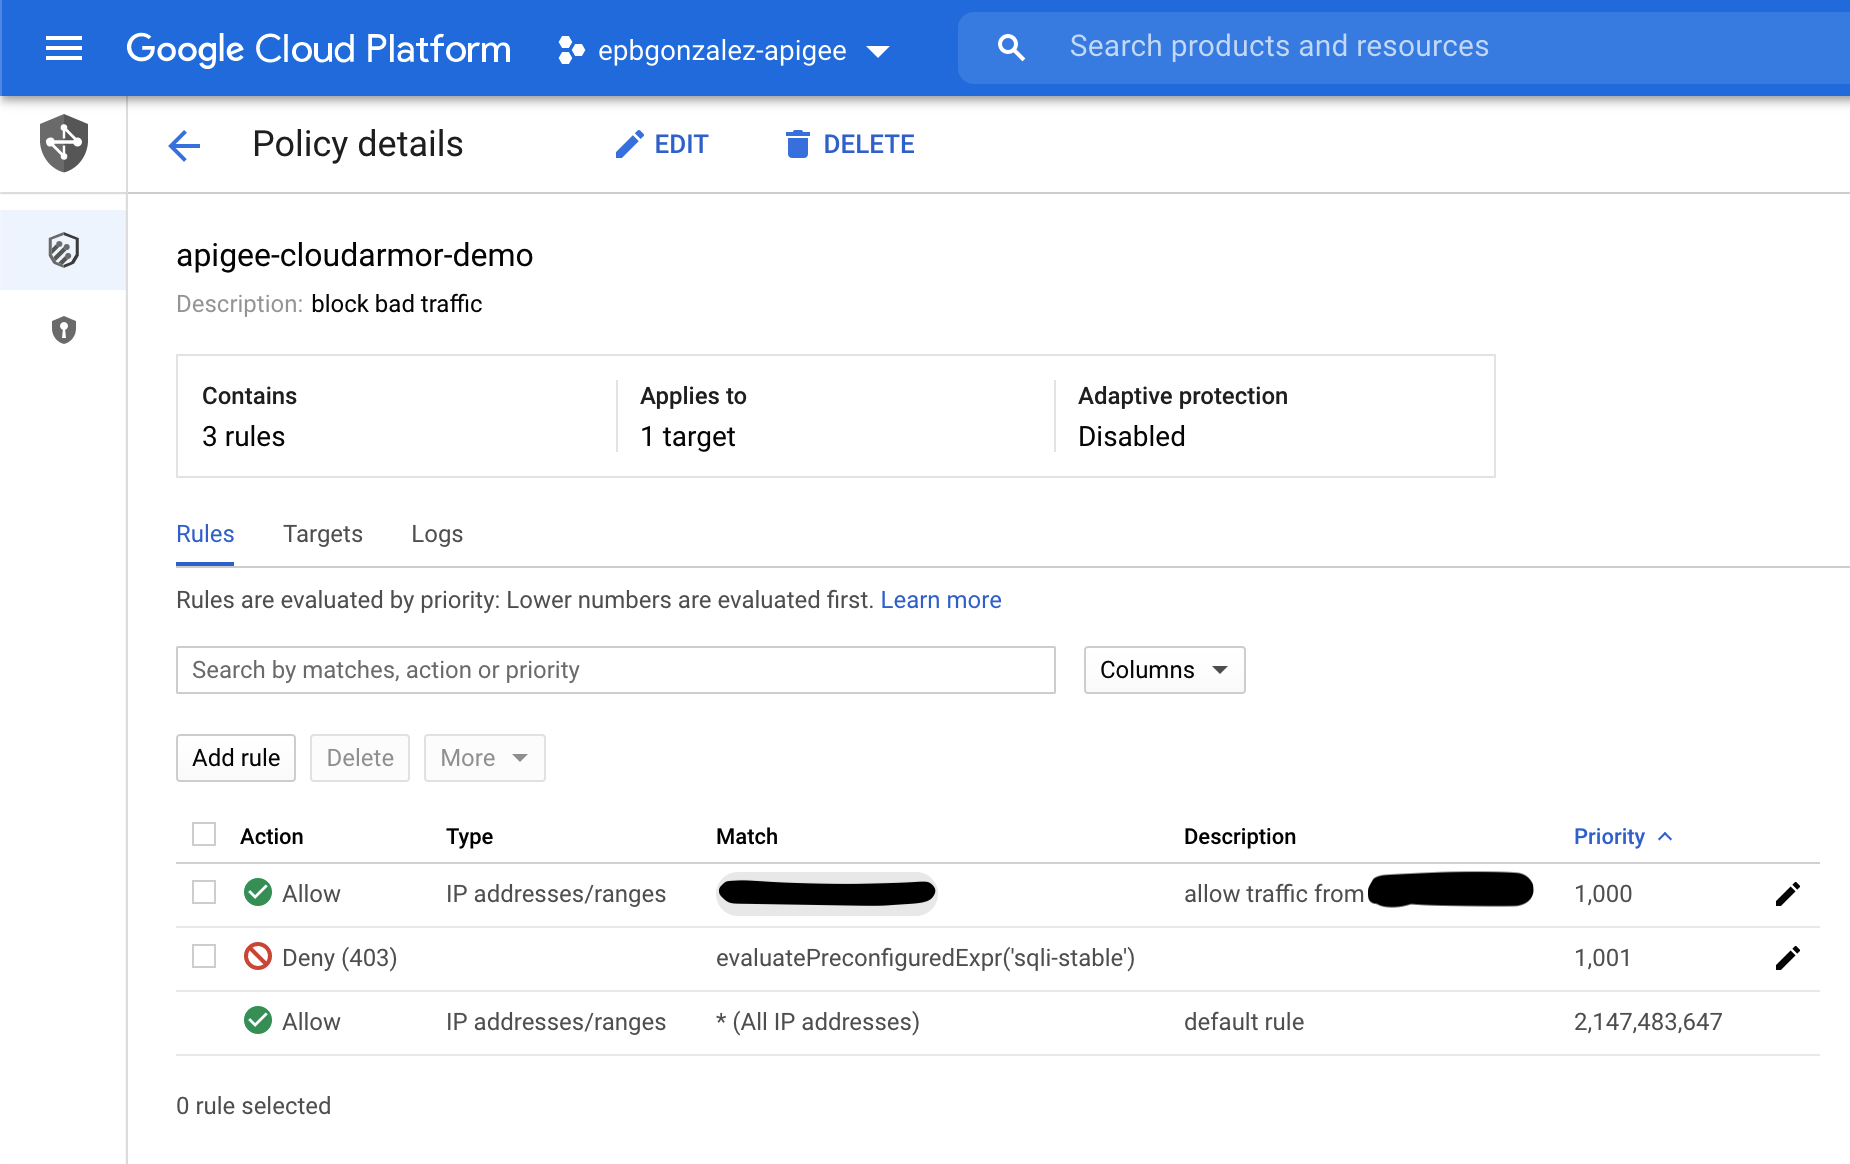 Google Cloud Platform epbgonzalez-apigee Search products and resources
Policy details EDIT DELETE
apigee-cloudarmor-demo
Description: block bad traffic
Contains Applies to Adaptive protection
3 rules 1 target Disabled
Rules Targets Logs
Rules are evaluated by priority: Lower numbers are evaluated first. Learn more
Search by matches, action or priority Columns
Add rule Delete More
Action Type Match Description Priority
Allow IP addresses/ranges allow traffic from 1,000
Deny (403) evaluatePreconfiguredExpr('sqli-stable') 1,001
Allow IP addresses/ranges * (All IP addresses) default rule 2,147,483,647
0 rule selected